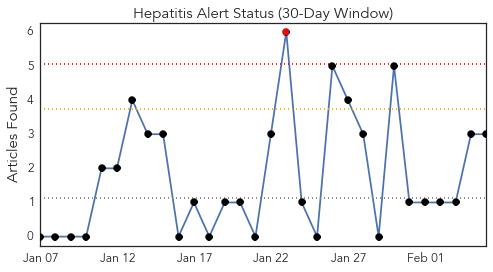 Hepatitis Alert Status (30-Day Window)
Articles Found
6
5
4
3
2
1
0
Jan 07 Jan 12 Jan 17 Jan 22 Jan 27 Feb 01